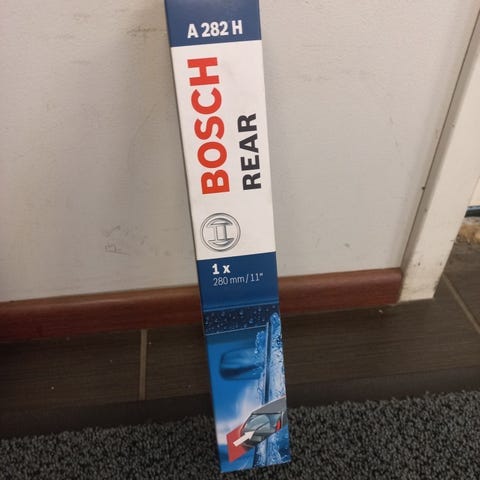 A 282 H
BOSCH
REAR
1 x
280 mm / 11"